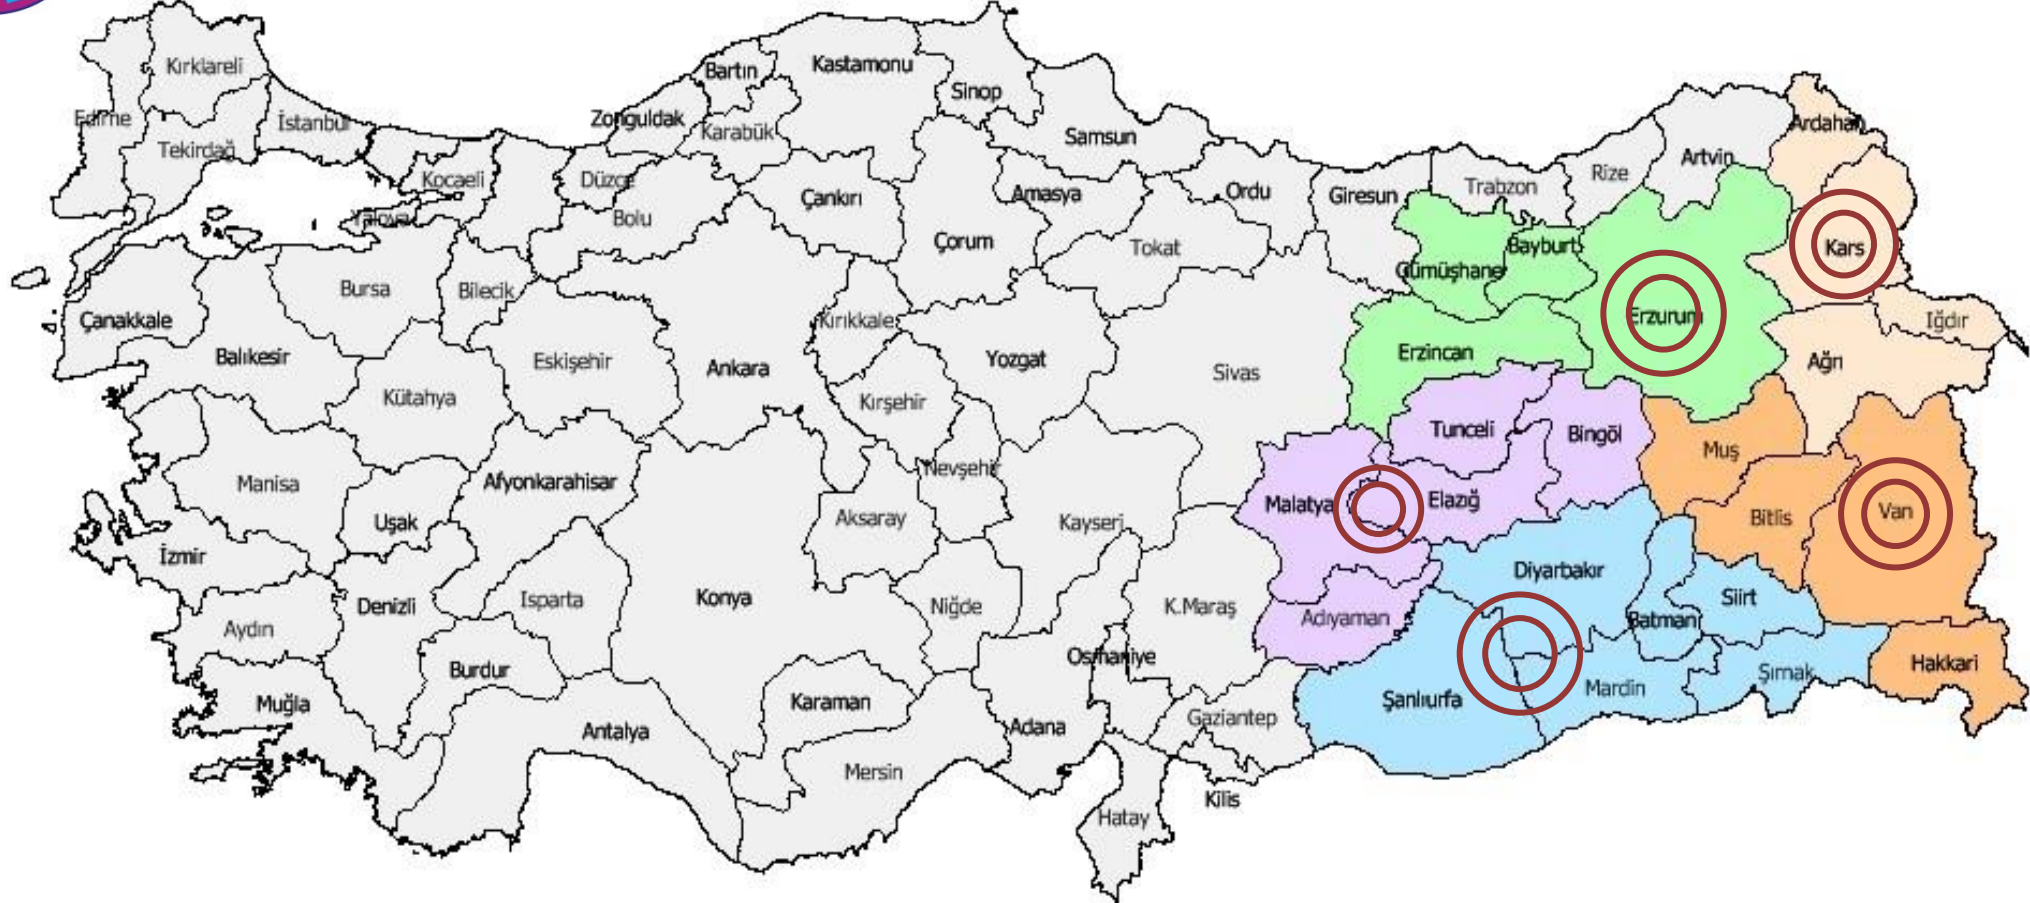 Kırklareli
Edirne
Tekirdağ
İstanbul
Kocaeli
Yalova
Düzce
Bolu
Zonguldak
Bartın
Karabük
Kastamonu
Sinop
Çankırı
Samsun
Amasya
Çorum
Tokat
Ordu
Giresun
Trabzon
Rize
Artvin
Ardahan
Kars
Iğdır
Ağrı
Gümüşhane
Bayburt
Erzurum
Erzincan
Çanakkale
Balıkesir
Bursa
Bilecik
Eskişehir
Kütahya
Ankara
Kırıkkale
Kırşehir
Yozgat
Sivas
Manisa
Uşak
Afyonkarahisar
İzmir
Aydın
Denizli
Isparta
Burdur
Muğla
Antalya
Konya
Aksaray
Nevşehir
Kayseri
Niğde
Karaman
Mersin
Adana
Osmaniye
K.Maraş
Gaziantep
Kilis
Hatay
Malatya
Elazığ
Tunceli
Bingöl
Adıyaman
Muş
Bitlis
Van
Hakkari
Diyarbakır
Batman
Siirt
Şırnak
Mardin
Şanlıurfa